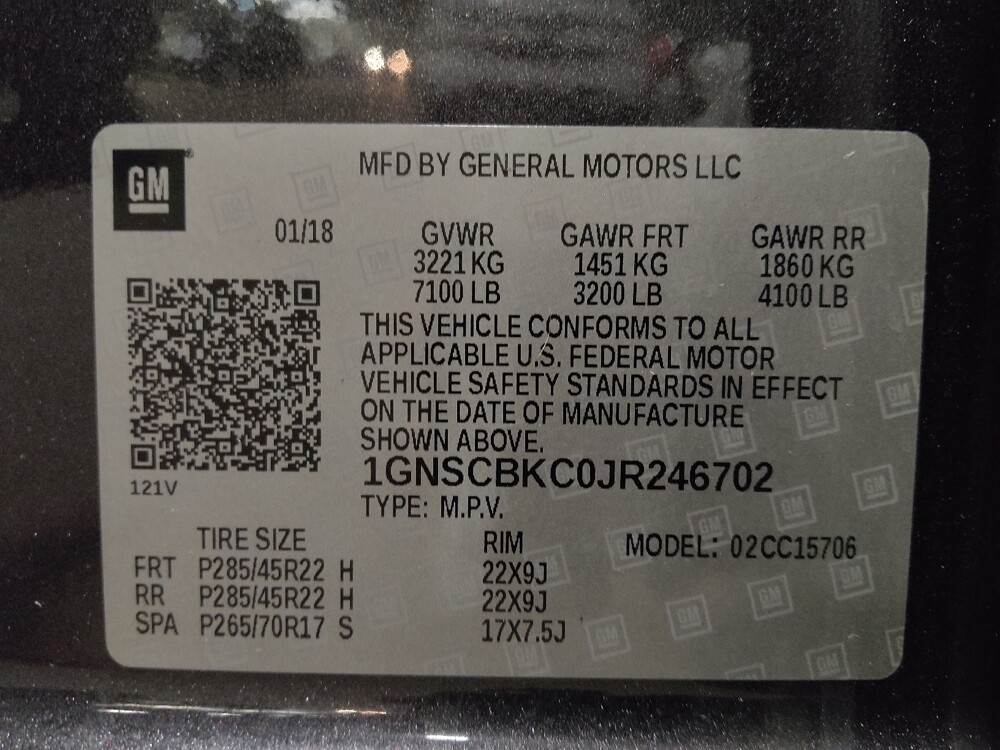 GM
MFD BY GENERAL MOTORS LLC
01/18 GVWR GAWR FRT GAWR RR
3221 KG 1451 KG 1860 KG
7100 LB 3200 LB 4100 LB
THIS VEHICLE CONFORMS TO ALL
APPLICABLE U.S. FEDERAL MOTOR
VEHICLE SAFETY STANDARDS IN EFFECT
ON THE DATE OF MANUFACTURE
SHOWN ABOVE.
1GNSCBKC0JR246702
121V
TYPE: M.P.V.
TIRE SIZE RIM MODEL: 02CC15706
FRT P285/45R22 H 22X9J
RR P285/45R22 H 22X9J
SPA P265/70R17 S 17X7.5J